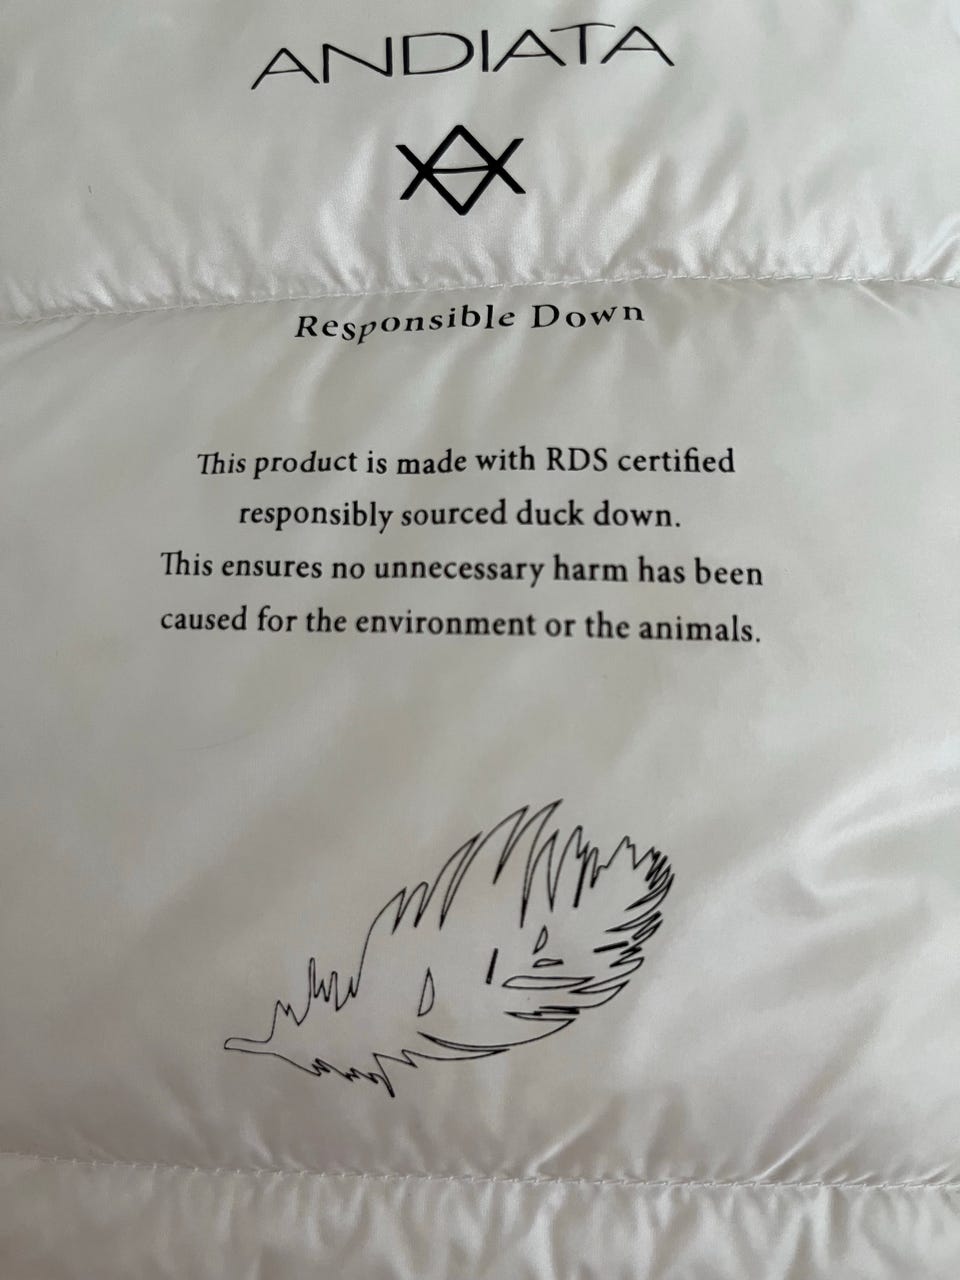 ANDIATA
Responsible Down
This product is made with RDS certified
responsibly sourced duck down.
This ensures no unnecessary harm has been
caused for the environment or the animals.